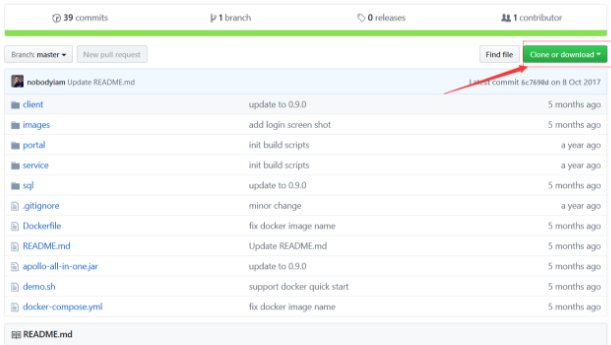 39 commits 1 branch 0 releases 1 contributor
Branch: master New pull request Find file Clone or download
nobodyiam Update README.md Latest commit 6c7690d on 8 Oct 2017
client update to 0.9.0 5 months ago
images add login screen shot 5 months ago
portal init build scripts a year ago
service init build scripts a year ago
sql update to 0.9.0 5 months ago
.gitignore minor change a year ago
Dockerfile fix docker image name 5 months ago
README.md Update README.md 5 months ago
apollo-all-in-one.jar update to 0.9.0 5 months ago
demo.sh support docker quick start 5 months ago
docker-compose.yml fix docker image name 5 months ago
README.md